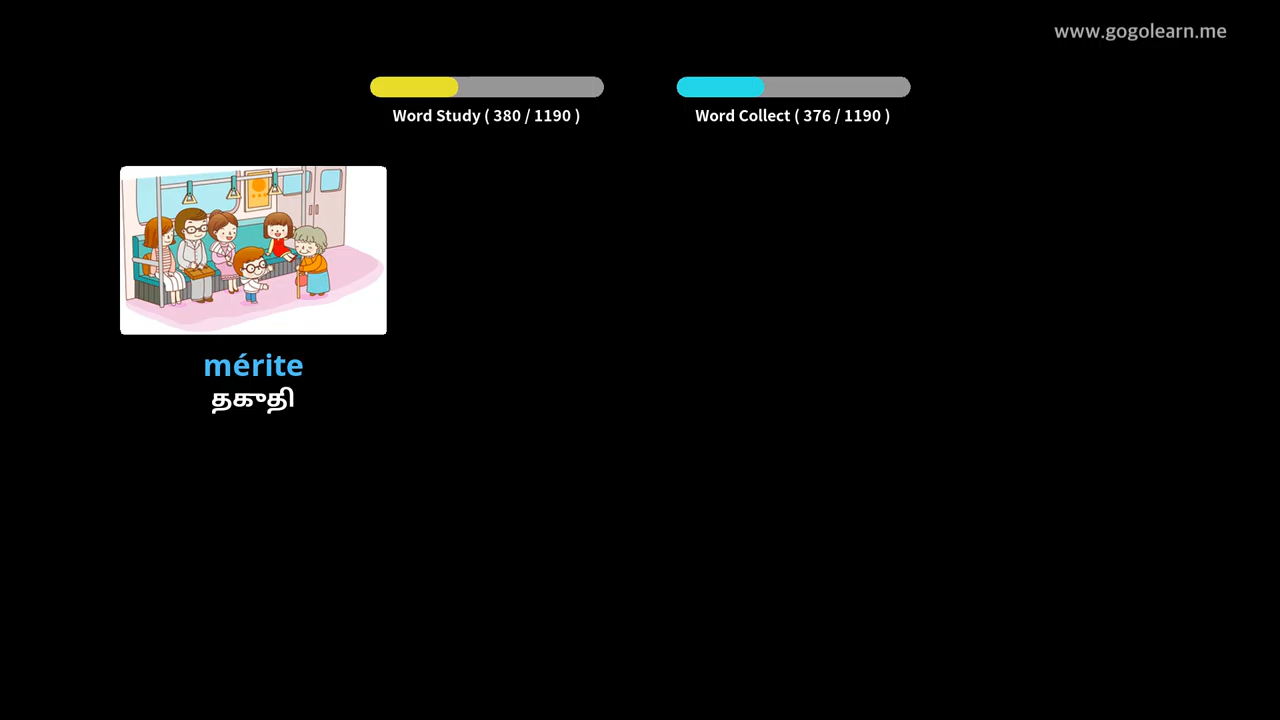 www.gogolearn.me
Word Study ( 380 / 1190 )
Word Collect ( 376 / 1190 )
mérite
தகுதி